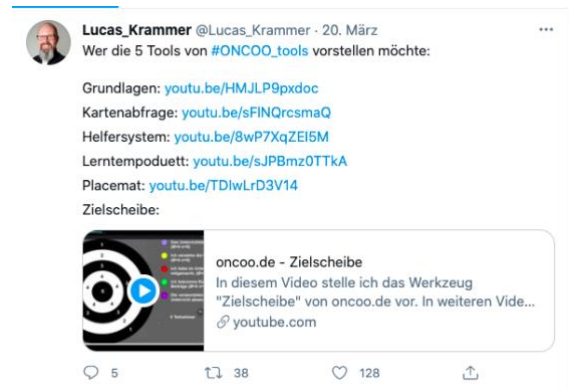 Lucas_Krammer @Lucas_Krammer · 20. März
Wer die 5 Tools von #ONCOO_tools vorstellen möchte:
Grundlagen: youtu.be/HMJLP9pxdoc
Kartenabfrage: youtu.be/sFINQrcsmaQ
Helfersystem: youtu.be/8wP7XqZEI5M
Lerntempoduett: youtu.be/sJPBmz0TTkA
Placemat: youtu.be/TDIwLrD3V14
Zielscheibe:
oncoo.de - Zielscheibe
In diesem Video stelle ich das Werkzeug
"Zielscheibe" von oncoo.de vor. In weiteren Vide...
youtube.com
5 38 128